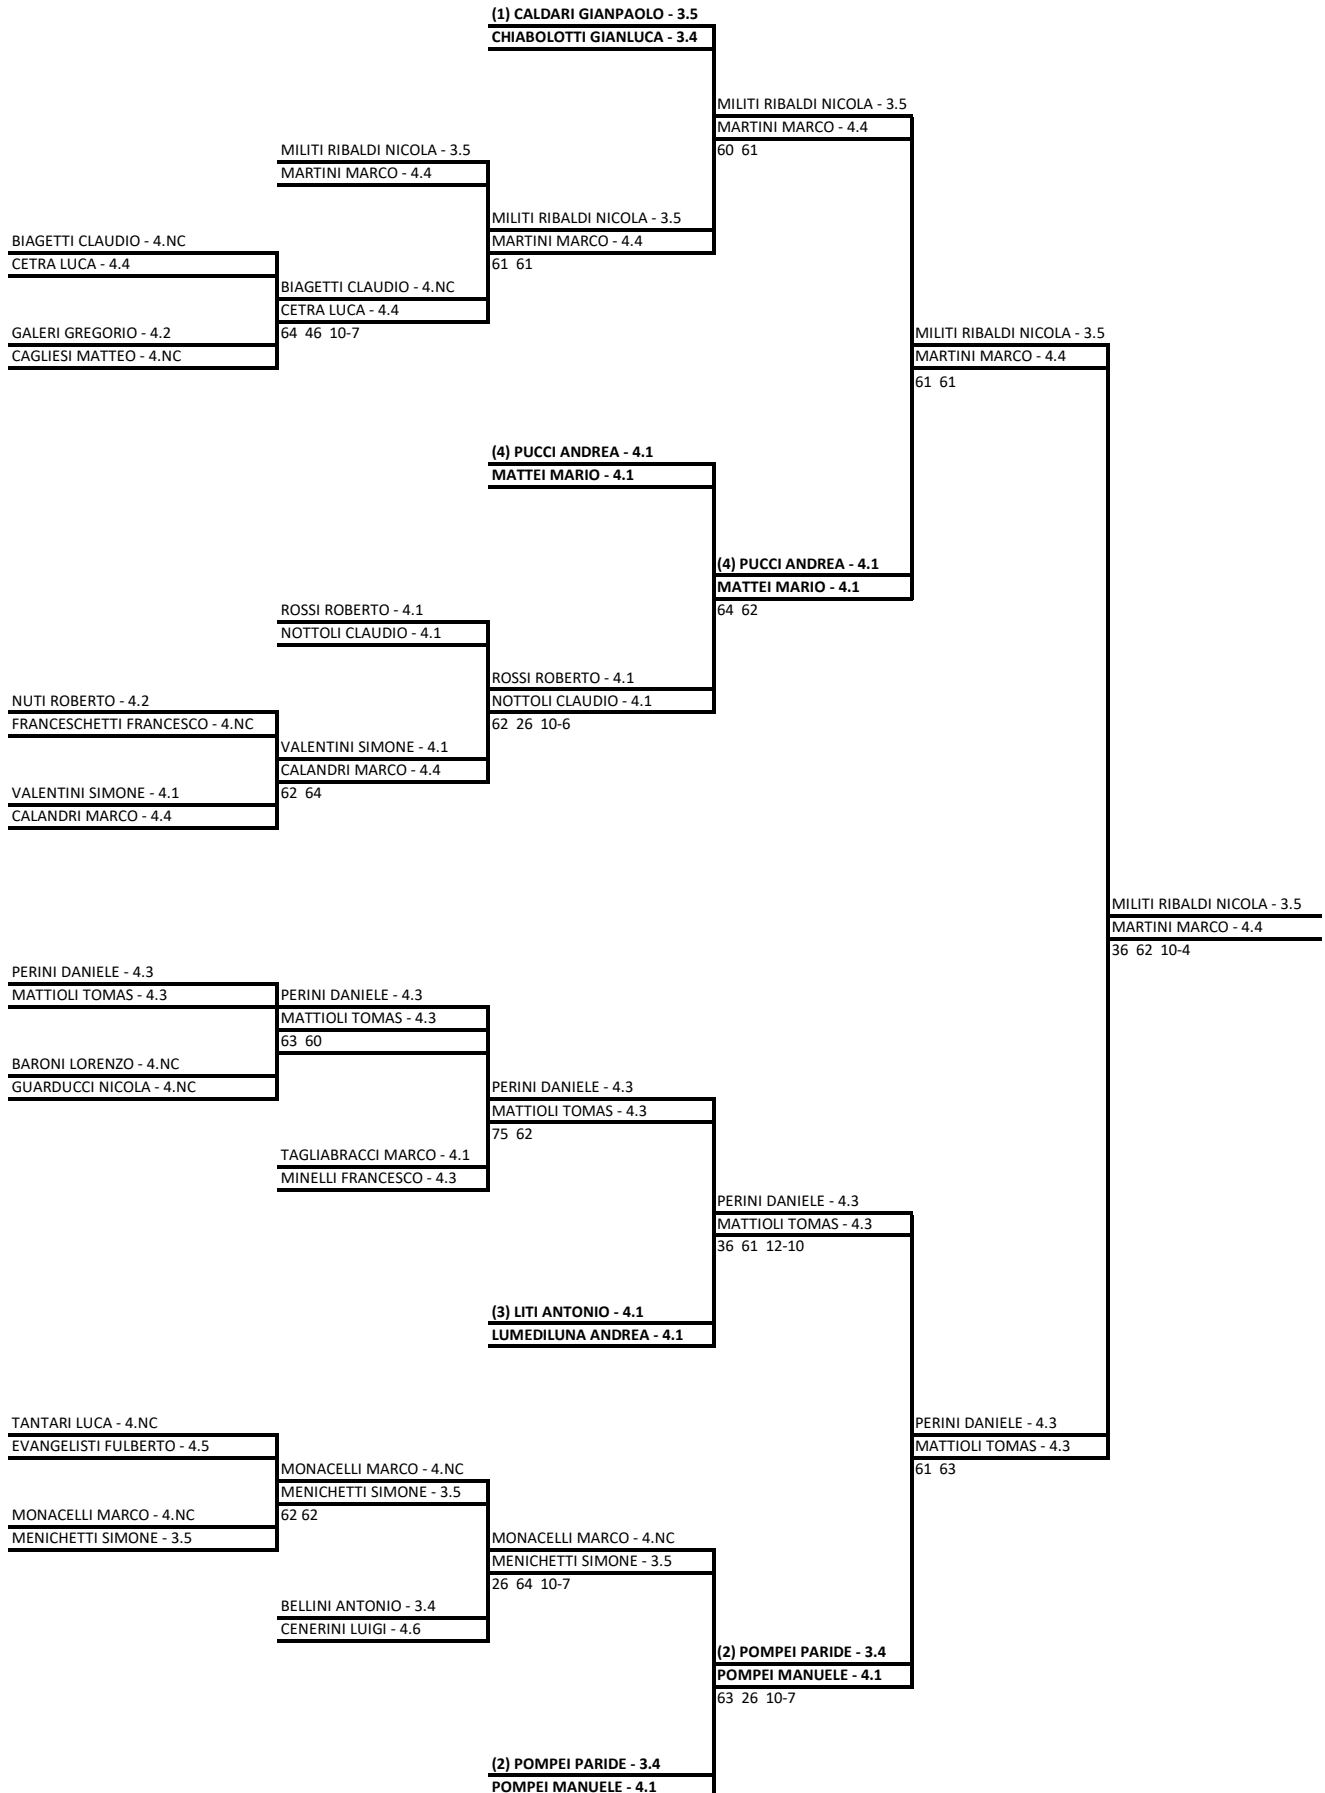 (1) CALDARI GIANPAOLO - 3.5
CHIABOLOTTI GIANLUCA - 3.4
MILITI RIBALDI NICOLA - 3.5
MARTINI MARCO - 4.4
60 61
MILITI RIBALDI NICOLA - 3.5
MARTINI MARCO - 4.4
MILITI RIBALDI NICOLA - 3.5
MARTINI MARCO - 4.4
61 61
BIAGETTI CLAUDIO - 4.NC
CETRA LUCA - 4.4
BIAGETTI CLAUDIO - 4.NC
CETRA LUCA - 4.4
64 46 10-7
GALERI GREGORIO - 4.2
CAGLIESI MATTEO - 4.NC
MILITI RIBALDI NICOLA - 3.5
MARTINI MARCO - 4.4
61 61
(4) PUCCI ANDREA - 4.1
MATTEI MARIO - 4.1
(4) PUCCI ANDREA - 4.1
MATTEI MARIO - 4.1
64 62
ROSSI ROBERTO - 4.1
NOTTOLI CLAUDIO - 4.1
ROSSI ROBERTO - 4.1
NOTTOLI CLAUDIO - 4.1
62 26 10-6
NUTI ROBERTO - 4.2
FRANCESCHETTI FRANCESCO - 4.NC
VALENTINI SIMONE - 4.1
CALANDRI MARCO - 4.4
62 64
VALENTINI SIMONE - 4.1
CALANDRI MARCO - 4.4
MILITI RIBALDI NICOLA - 3.5
MARTINI MARCO - 4.4
36 62 10-4
PERINI DANIELE - 4.3
MATTIOLI TOMAS - 4.3
PERINI DANIELE - 4.3
MATTIOLI TOMAS - 4.3
63 60
BARONI LORENZO - 4.NC
GUARDUCCI NICOLA - 4.NC
PERINI DANIELE - 4.3
MATTIOLI TOMAS - 4.3
75 62
TAGLIABRACCI MARCO - 4.1
MINELLI FRANCESCO - 4.3
PERINI DANIELE - 4.3
MATTIOLI TOMAS - 4.3
36 61 12-10
(3) LITI ANTONIO - 4.1
LUMEDILUNA ANDREA - 4.1
TANTARI LUCA - 4.NC
EVANGELISTI FULBERTO - 4.5
PERINI DANIELE - 4.3
MATTIOLI TOMAS - 4.3
61 63
MONACELLI MARCO - 4.NC
MENICHETTI SIMONE - 3.5
62 62
MONACELLI MARCO - 4.NC
MENICHETTI SIMONE - 3.5
MONACELLI MARCO - 4.NC
MENICHETTI SIMONE - 3.5
26 64 10-7
BELLINI ANTONIO - 3.4
CENERINI LUIGI - 4.6
(2) POMPEI PARIDE - 3.4
POMPEI MANUELE - 4.1
63 26 10-7
(2) POMPEI PARIDE - 3.4
POMPEI MANUELE - 4.1